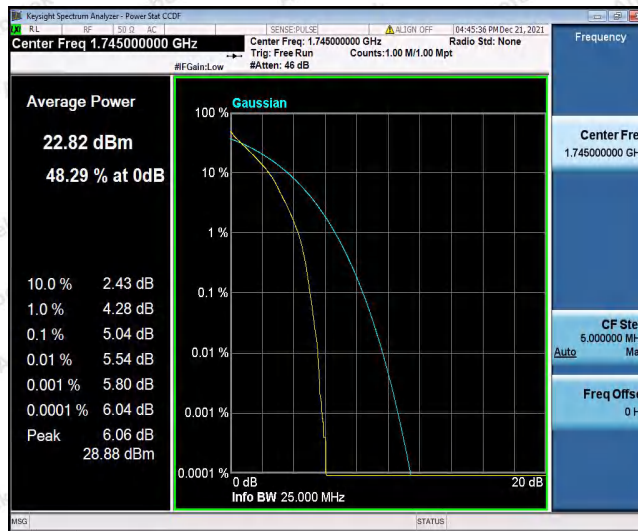 Keysight Spectrum Analyzer - Power Stat CCDF
RL RF 50 Ω AC SENSE:PULSE ALIGN OFF 04:45:36 PM Dec 21, 2021
Center Freq 1.745000000 GHz
Center Freq: 1.745000000 GHz Radio Std: None
Trig: Free Run Counts:1.00 M/1.00 Mpt
#IFGain:Low #Atten: 46 dB
Frequency
Average Power
22.82 dBm
48.29 % at 0dB
10.0 % 2.43 dB
1.0 % 4.28 dB
0.1 % 5.04 dB
0.01 % 5.54 dB
0.001 % 5.80 dB
0.0001 % 6.04 dB
Peak 6.06 dB
28.88 dBm
Gaussian
100 %
10 %
1 %
0.1 %
0.01 %
0.001 %
0.0001 %
0 dB 20 dB
Info BW 25.000 MHz
Center Fre
1.745000000 GH
CF Ste
5.000000 MH
Auto Ma
Freq Offse
0 H
MSG STATUS